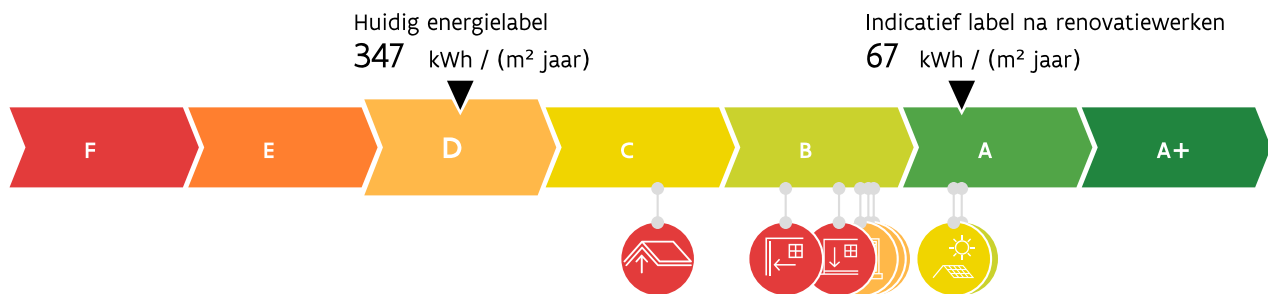 Huidig energielabel
347 kWh / (m² jaar)
Indicatief label na renovatiewerken
67 kWh / (m² jaar)
F E D C B A A+